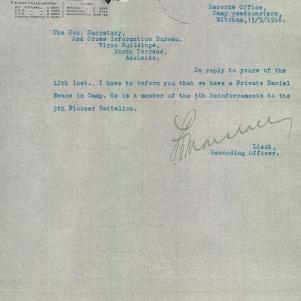 Records Office,
Camp headquarters,
Mitcham,13/9/1916.
The Hon. Secretary,
Red Cross Information Bureau.
Virgo Buildings,
North Terrace,
Adelaide.
In reply to yours of the
12th Inst., I have to inform you that we have a Private Daniel
Evans in Camp. He is a member of the 5th Reinforcements to the
5th Pioneer Battalion.
Lieut,
Recording Officer.